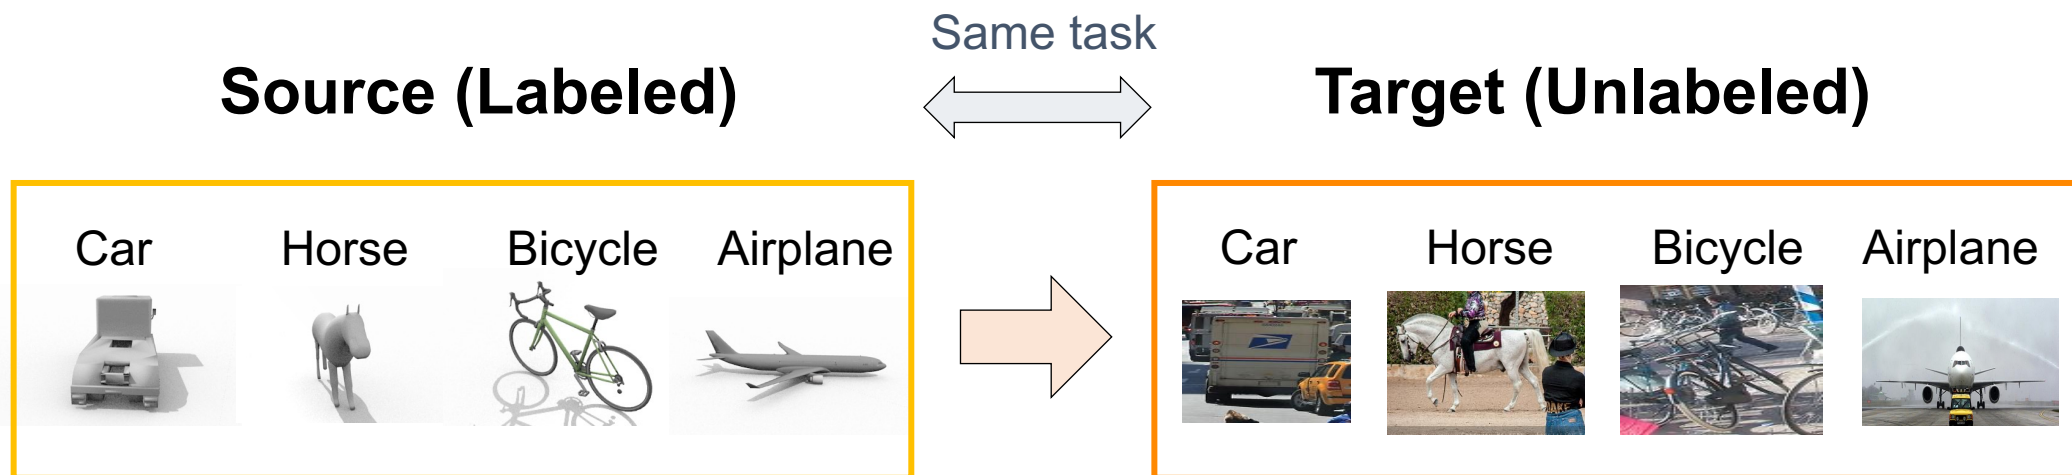 Same task
Source (Labeled)
Target (Unlabeled)
Car Horse Bicycle Airplane
Car Horse Bicycle Airplane